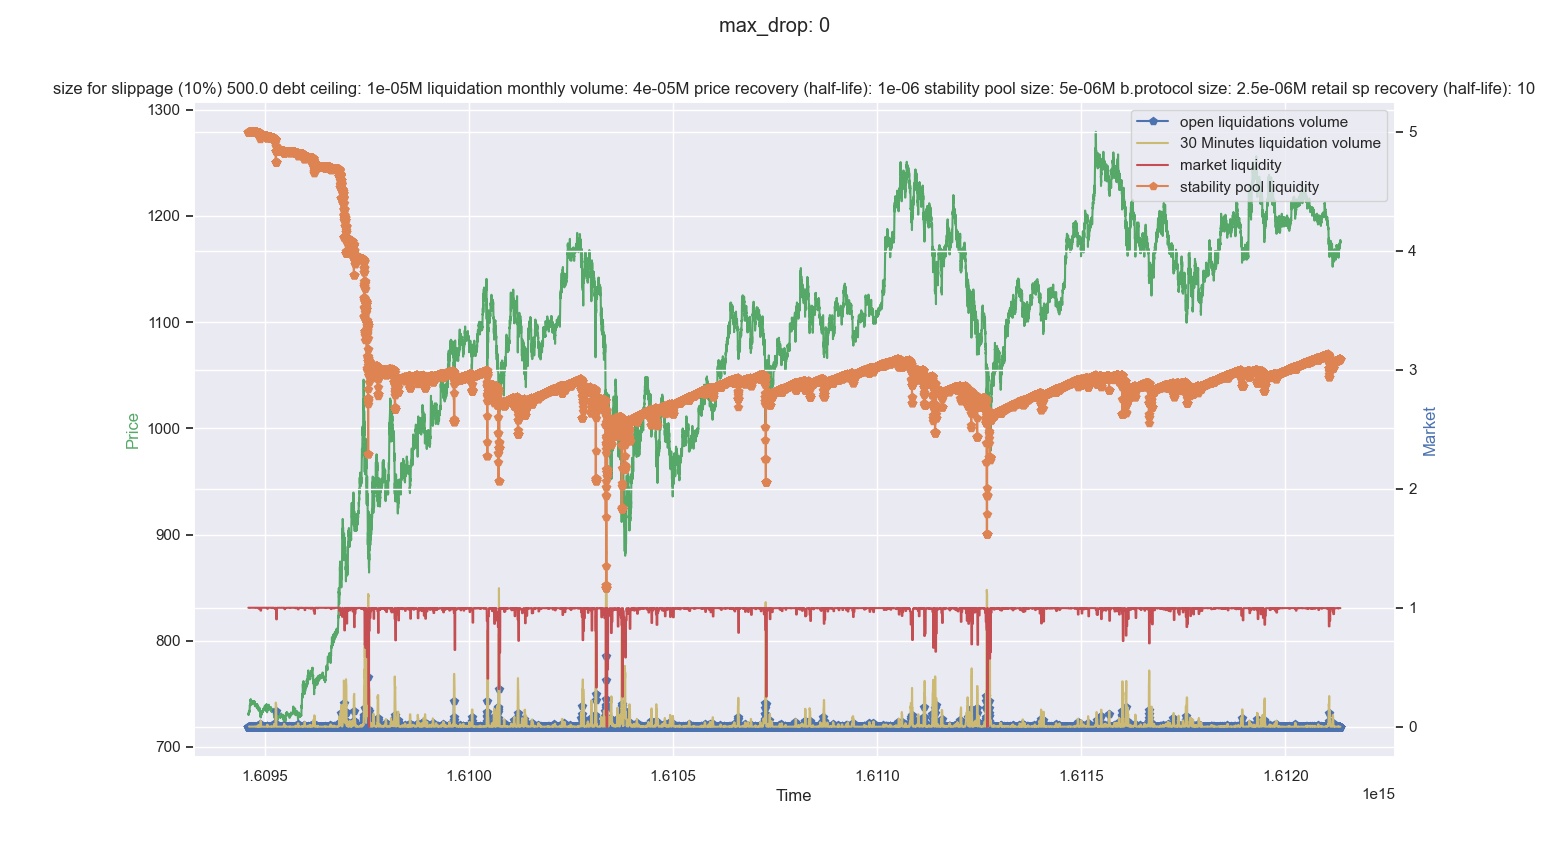 max_drop: 0
size for slippage (10%) 500.0 debt ceiling: 1e-05M liquidation monthly volume: 4e-05M price recovery (half-life): 1e-06 stability pool size: 5e-06M b.protocol size: 2.5e-06M retail sp recovery (half-life): 10
open liquidations volume
30 Minutes liquidation volume
market liquidity
stability pool liquidity
1300
1200
1100
1000
900
800
700
Price
5
4
3
2
1
0
Market
1.6095 1.6100 1.6105 1.6110 1.6115 1.6120
Time
1e15